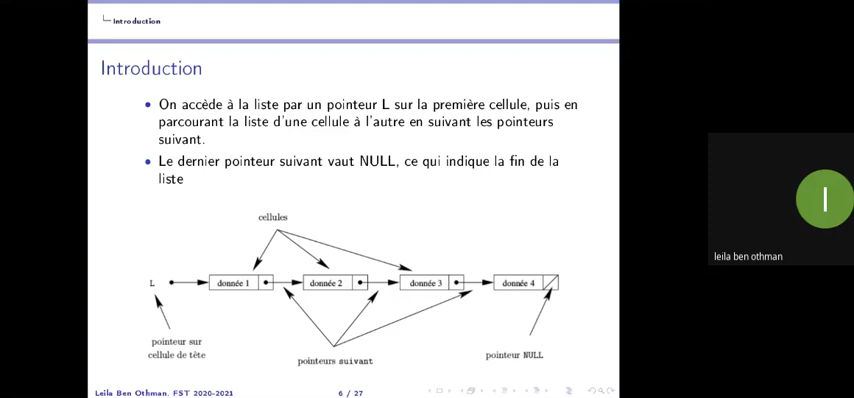 Introduction
Introduction
On accède à la liste par un pointeur L sur la première cellule, puis en
parcourant la liste d'une cellule à l'autre en suivant les pointeurs
suivant.
Le dernier pointeur suivant vaut NULL, ce qui indique la fin de la
liste
cellules
L
donnée 1
donnée 2
donnée 3
donnée 4
pointeur sur
cellule de tête
pointeurs suivant
pointeur NULL
Leila Ben Othman, FST 2020-2021
6 / 27
I
leila ben othman